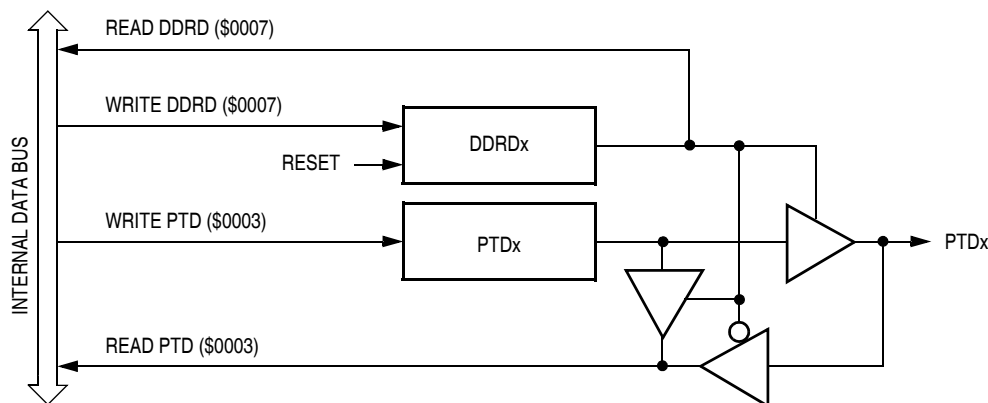 READ DDRD ($0007)
WRITE DDRD ($0007)
DDRDx
RESET
INTERNAL DATA BUS
WRITE PTD ($0003)
PTDx
PTDx
READ PTD ($0003)